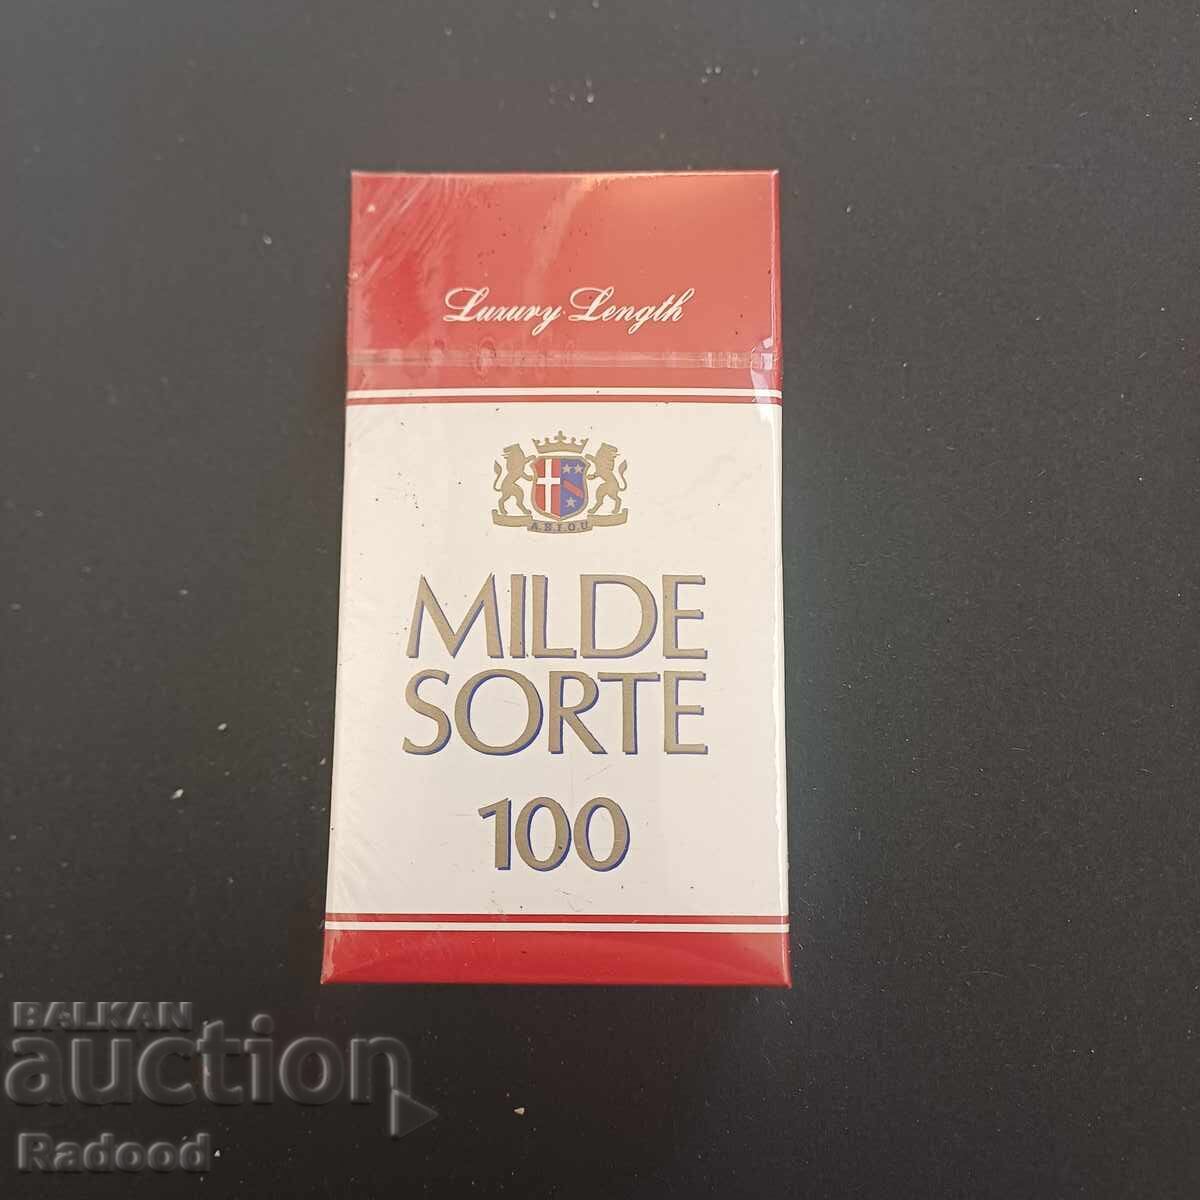 Luxury Length
A.E.I.O.U
MILDE
SORTE
100
BALKAN
auction
Radood